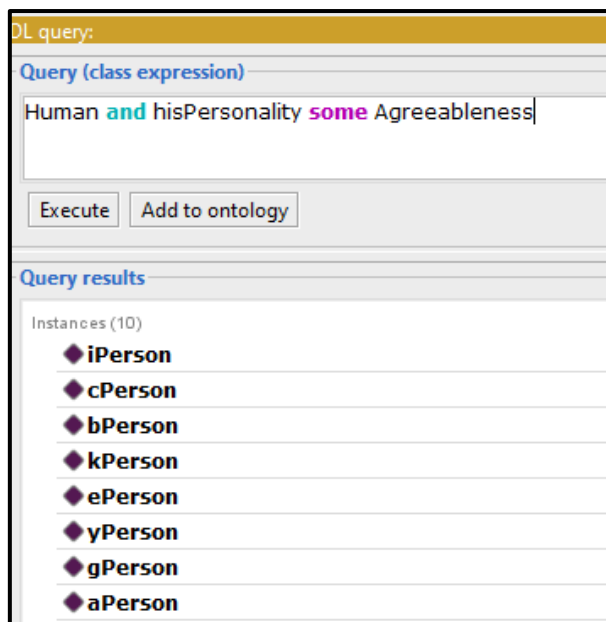 DL query:
Query (class expression)
Human and hisPersonality some Agreeableness
Execute Add to ontology
Query results
Instances (10)
iPerson
cPerson
bPerson
kPerson
ePerson
yPerson
gPerson
aPerson